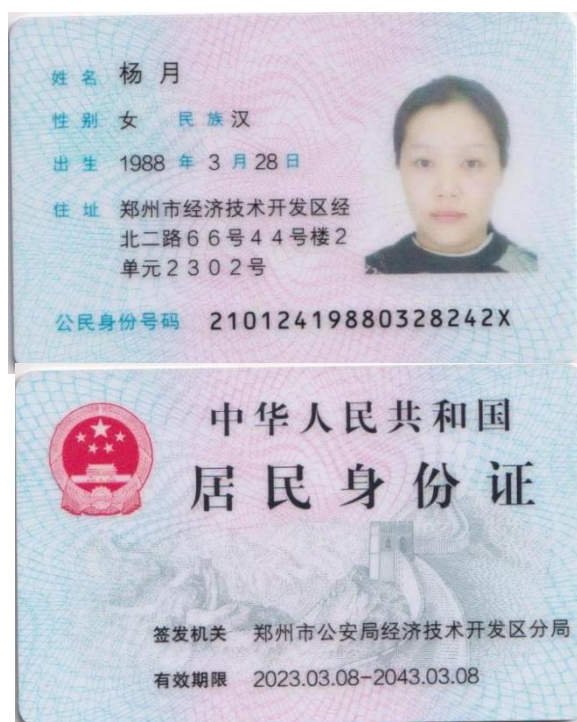 姓名 杨月
性别 女 民族 汉
出生 1988 年 3 月 28 日
住址 郑州市经济技术开发区经
北二路66号44号楼2
单元2302号
公民身份号码 21012419880328242X
中华人民共和国
居民身份证
签发机关 郑州市公安局经济技术开发区分局
有效期限 2023.03.08-2043.03.08